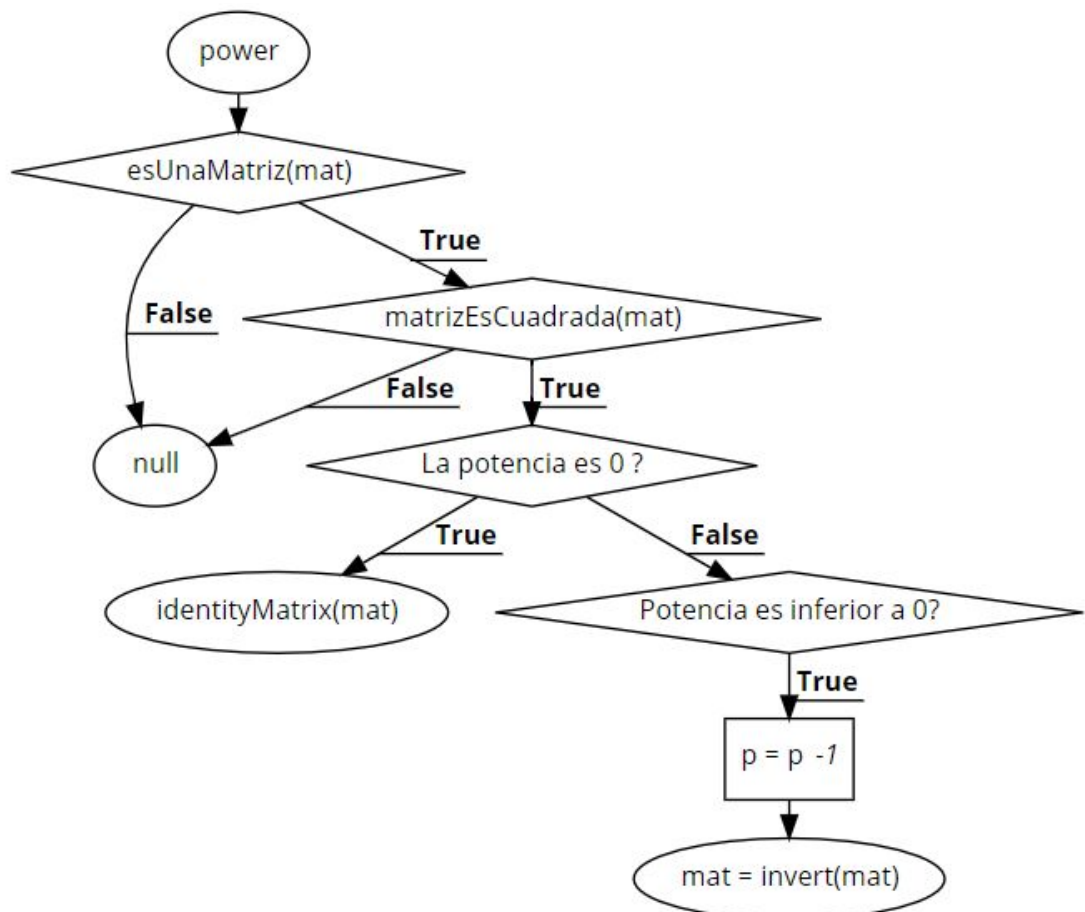 power
esUnaMatriz(mat)
True
False
matrizEsCuadrada(mat)
False
True
null
La potencia es 0 ?
True
False
identityMatrix(mat)
Potencia es inferior a 0?
True
p = p -1
mat = invert(mat)